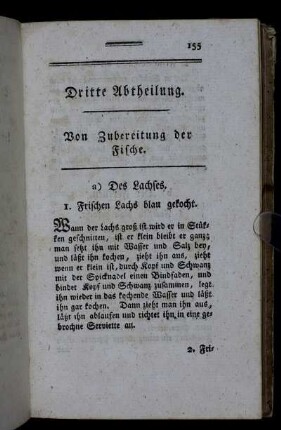 155
Dritte Abtheilung.
Von Zubereitung der
Fische.
a) Des Lachses.
1. Frischen Lachs blau gekocht.
Wann der Lachs groß ist wird er in Stük-
ken geschnitten, ist er klein bleibt er ganz,
man setzt ihn mit Wasser und Salz bey,
und läßt ihn kochen, zieht ihn aus, zieht
wenn er klein ist, durch Kopf und Schwanz
mit der Spicknadel einen Bindfaden, und
bindet Kopf und Schwanz zusammen, legt
ihn wieder in das kochende Wasser und läßt
ihn gar kochen. Dann zieht man ihn aus,
läßt ihn ablaufen und richtet ihn in eine ge-
brochne Serviette an.
2. Fri-